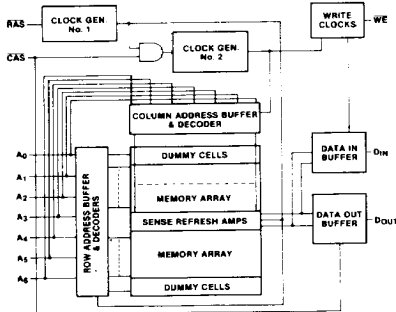 RAS
CLOCK GEN.
No. 1
CAS
CLOCK GEN.
No. 2
WRITE
CLOCKS
WE
COLUMN ADDRESS BUFFER
& DECODER
A0
A1
A2
A3
A4
A5
A6
ROW ADDRESS BUFFER
& DECODERS
DUMMY CELLS
MEMORY ARRAY
SENSE REFRESH AMPS
MEMORY ARRAY
DUMMY CELLS
DATA IN
BUFFER
DIN
DATA OUT
BUFFER
DOUT